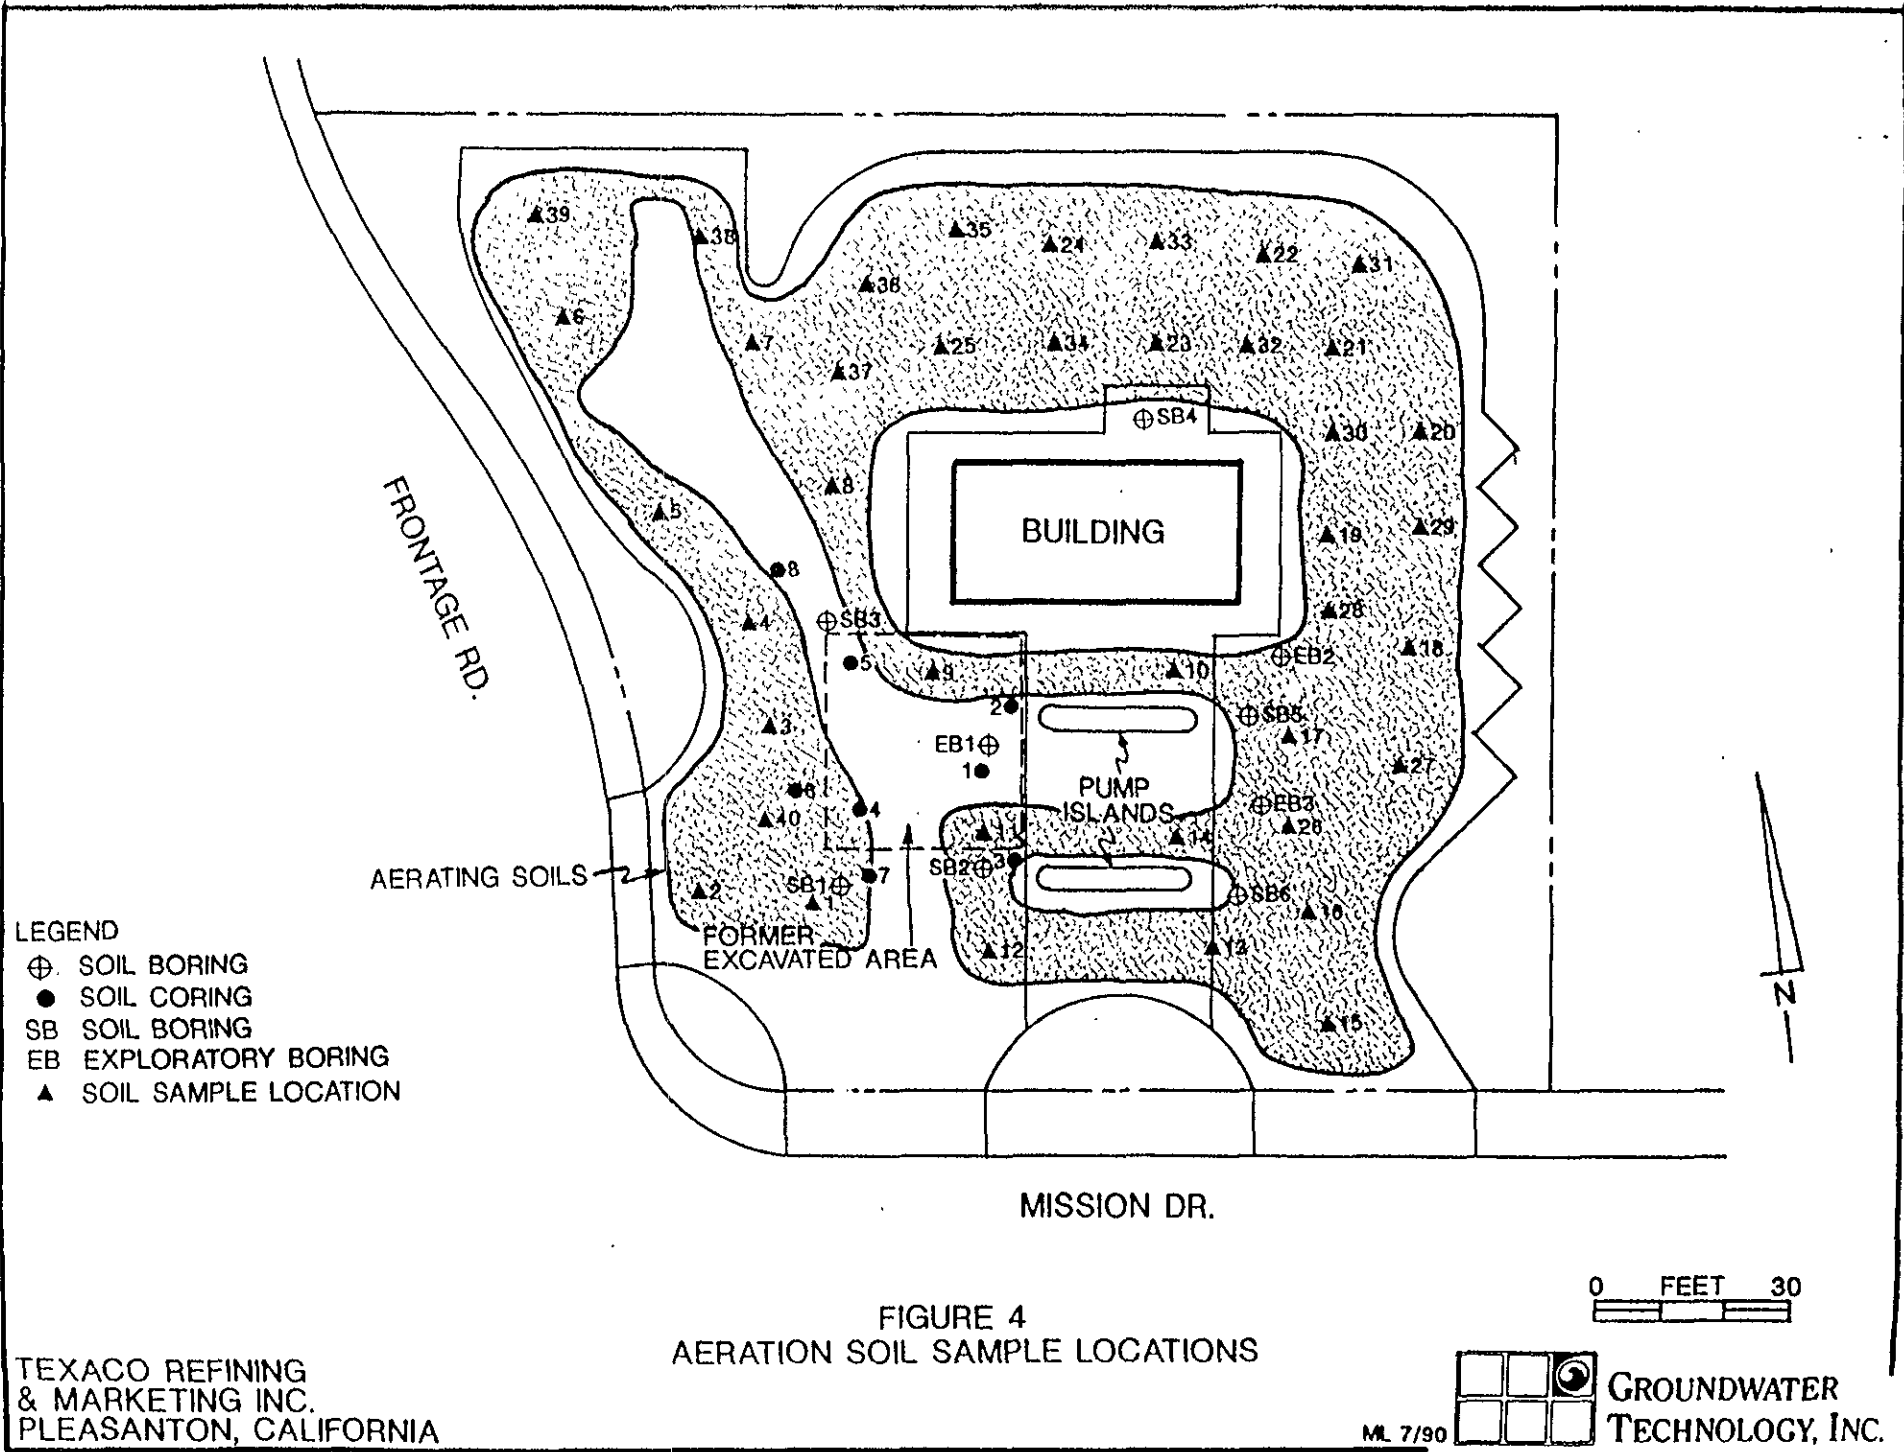 39
38
35
24
33
22
31
36
6
7
25
34
23
32
21
37
SB4
30
20
8
5
BUILDING
19
29
FRONTAGE RD.
8
4
SB3
28
18
5
9
10
EB2
2
SB5
3
17
EB1
1
27
PUMP
ISLANDS
6
4
40
11
14
EB3
26
AERATING SOILS
SB2
3
7
SB1
2
1
SB6
16
FORMER
EXCAVATED AREA
12
13
15
LEGEND
SOIL BORING
SOIL CORING
SB SOIL BORING
EB EXPLORATORY BORING
SOIL SAMPLE LOCATION
N
MISSION DR.
0 FEET 30
FIGURE 4
AERATION SOIL SAMPLE LOCATIONS
TEXACO REFINING
& MARKETING INC.
PLEASANTON, CALIFORNIA
ML 7/90
GROUNDWATER
TECHNOLOGY, INC.